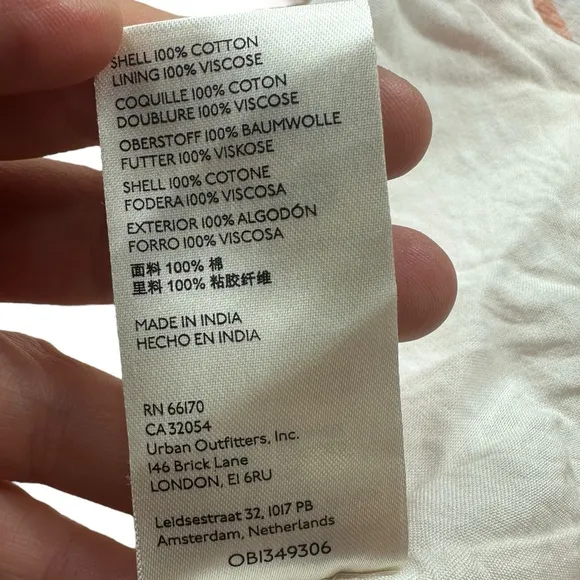 SHELL 100% COTTON
LINING 100% VISCOSE
COQUILLE 100% COTON
DOUBLURE 100% VISCOSE
OBERSTOFF 100% BAUMWOLLE
FUTTER 100% VISKOSE
SHELL 100% COTONE
FODERA 100% VISCOSA
EXTERIOR 100% ALGODÓN
FORRO 100% VISCOSA
面料 100% 棉
里料 100% 粘胶纤维
MADE IN INDIA
HECHO EN INDIA
RN 66170
CA 32054
Urban Outfitters, Inc.
146 Brick Lane
LONDON, E1 6RU
Leidsestraat 32, 1017 PB
Amsterdam, Netherlands
OB1349306